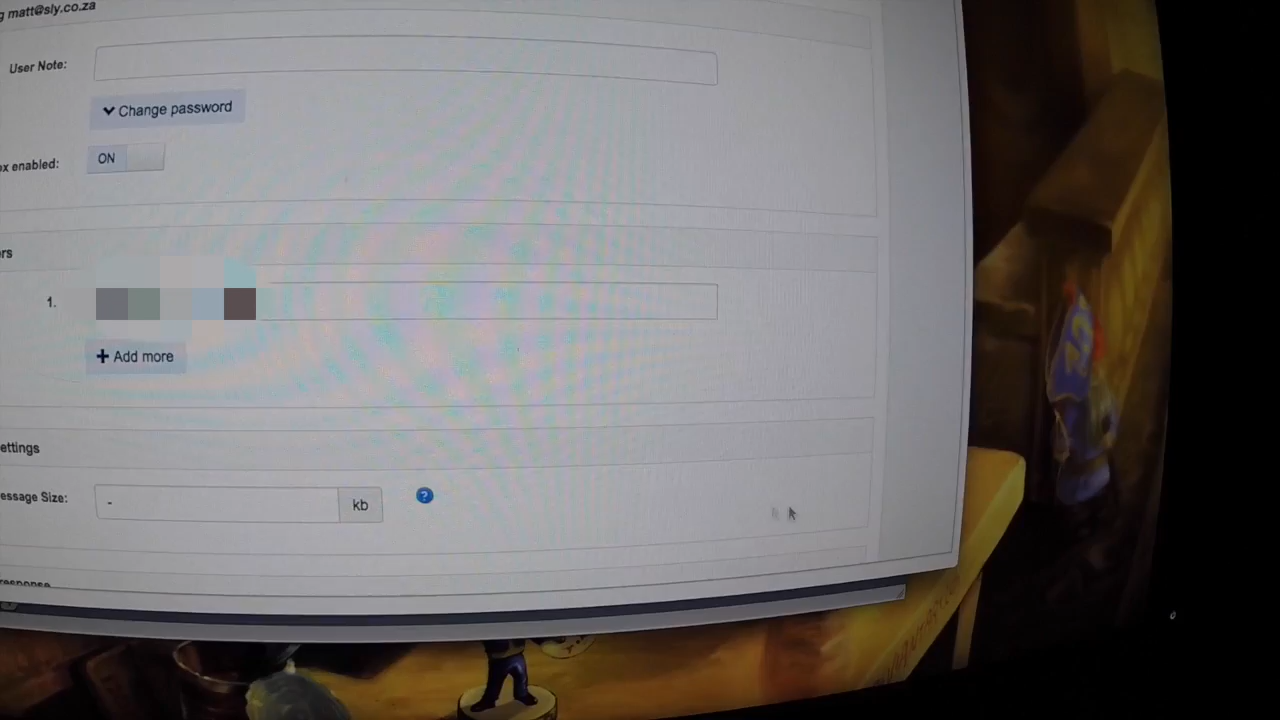 g matt@sly.co.za
User Note:
Change password
ox enabled:
ON
ers
1.
Add more
ettings
essage Size:
-
kb
?
response